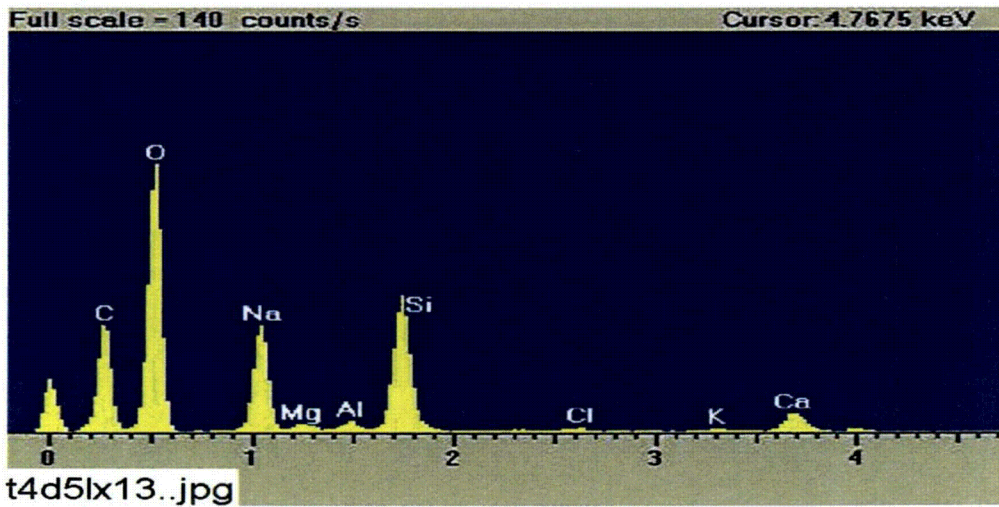 Full scale = 140 counts/s Cursor: 4.7675 keV
O
C Na Si
Mg Al Cl K Ca
0 1 2 3 4
t4d5lx13..jpg